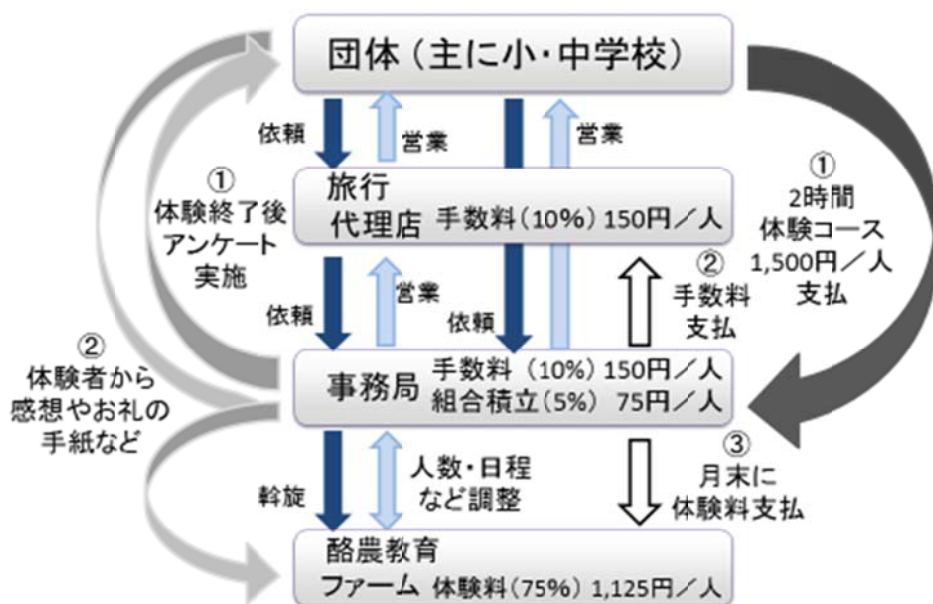 団体（主に小・中学校）
依頼
営業
営業
①
体験終了後
アンケート
実施
旅行
代理店 手数料（10%）150円／人
①
2時間
体験コース
1,500円／人
支払
②
手数料
支払
依頼
営業
依頼
②
体験者から
感想やお礼の
手紙など
事務局
手数料（10%）150円／人
組合積立（5%）75円／人
斡旋
人数・日程
など調整
③
月末に
体験料支払
酪農教育
ファーム 体験料（75%）1,125円／人